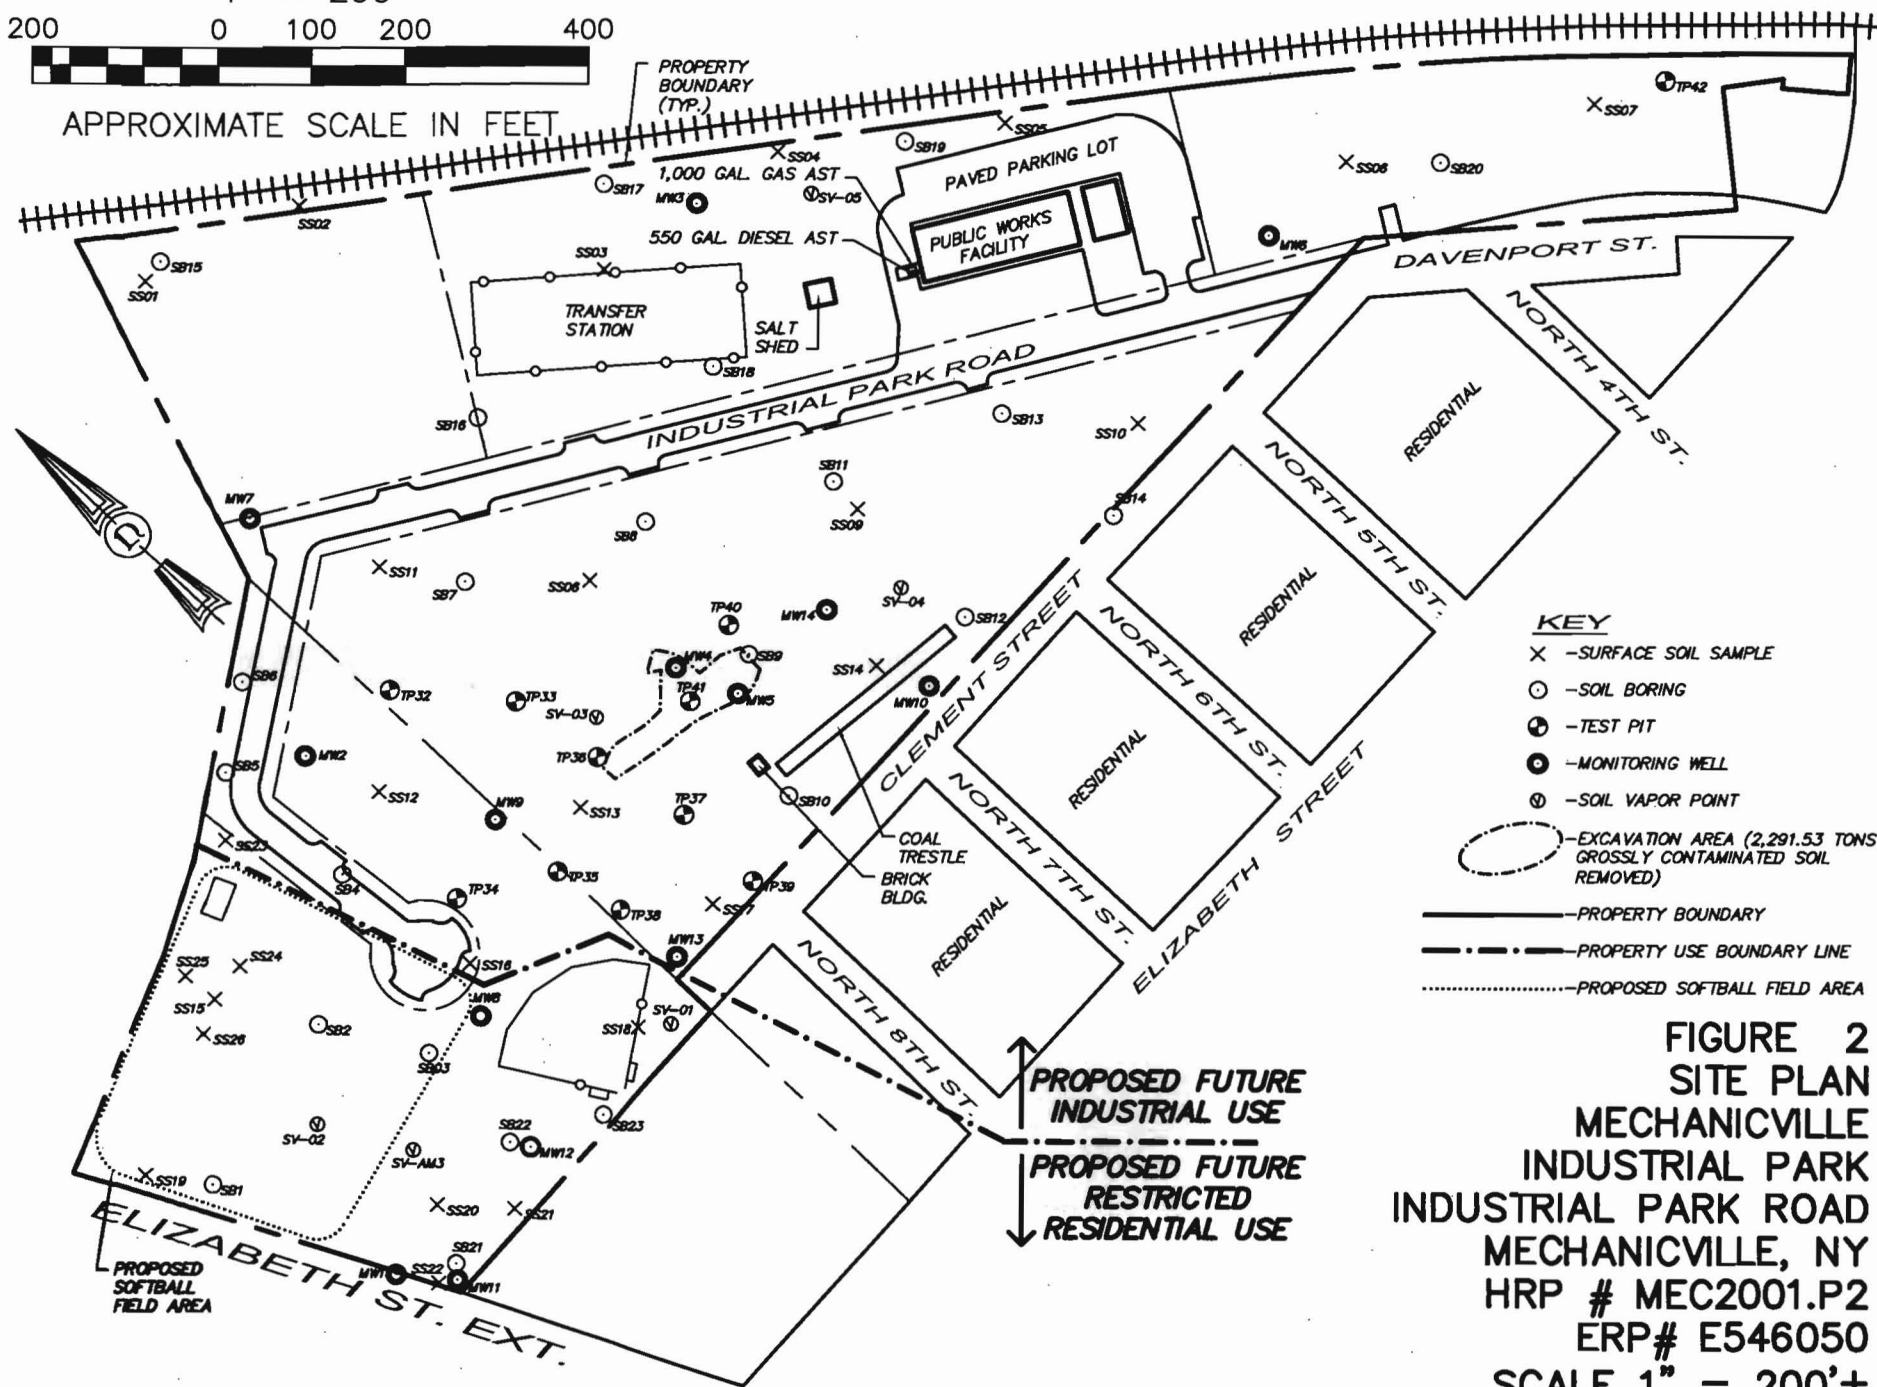 200 0 100 200 400
APPROXIMATE SCALE IN FEET
PROPERTY
BOUNDARY
(TYP.)
SS04
SB19
SS05
SS07
TP42
1,000 GAL. GAS AST
SV-05
PAVED PARKING LOT
SS06
SB20
SB17
MW3
SS02
550 GAL. DIESEL AST
PUBLIC WORKS
FACILITY
MW6
DAVENPORT ST.
SB15
SS01
SS03
TRANSFER
STATION
SALT
SHED
SB18
SB16
INDUSTRIAL PARK ROAD
SB13
SS10
NORTH 4TH ST.
RESIDENTIAL
SB11
SS09
SB14
MW7
SB8
NORTH 5TH ST.
SS11
SB7
SS08
SV-04
RESIDENTIAL
TP40
MW14
SB12
SB9
MW4
TP41
MW5
SS14
MW10
CLEMENT STREET
NORTH 6TH ST.
SB6
TP32
TP33
SV-03
TP36
MW2
SB5
SS12
MW9
SS13
TP37
SB10
RESIDENTIAL
NORTH 7TH ST.
ELIZABETH STREET
COAL
TRESTLE
BRICK
BLDG.
SS23
SB4
TP34
TP35
TP38
TP39
SS17
MW13
RESIDENTIAL
NORTH 8TH ST.
SS25
SS24
SS16
SS15
SS26
SB2
MW8
SS18
SV-01
SB03
SV-02
SV-AM3
SB22
MW12
SB23
SS19
SB1
SS20
SS21
SB21
SS22
MW11
ELIZABETH ST. EXT.
PROPOSED
SOFTBALL
FIELD AREA
PROPOSED FUTURE
INDUSTRIAL USE
PROPOSED FUTURE
RESTRICTED
RESIDENTIAL USE
KEY
-SURFACE SOIL SAMPLE
-SOIL BORING
-TEST PIT
-MONITORING WELL
-SOIL VAPOR POINT
-EXCAVATION AREA (2,291.53 TONS
GROSSLY CONTAMINATED SOIL
REMOVED)
-PROPERTY BOUNDARY
-PROPERTY USE BOUNDARY LINE
-PROPOSED SOFTBALL FIELD AREA
FIGURE 2
SITE PLAN
MECHANICVILLE
INDUSTRIAL PARK
INDUSTRIAL PARK ROAD
MECHANICVILLE, NY
HRP # MEC2001.P2
ERP# E546050
SCALE 1" = 200'±